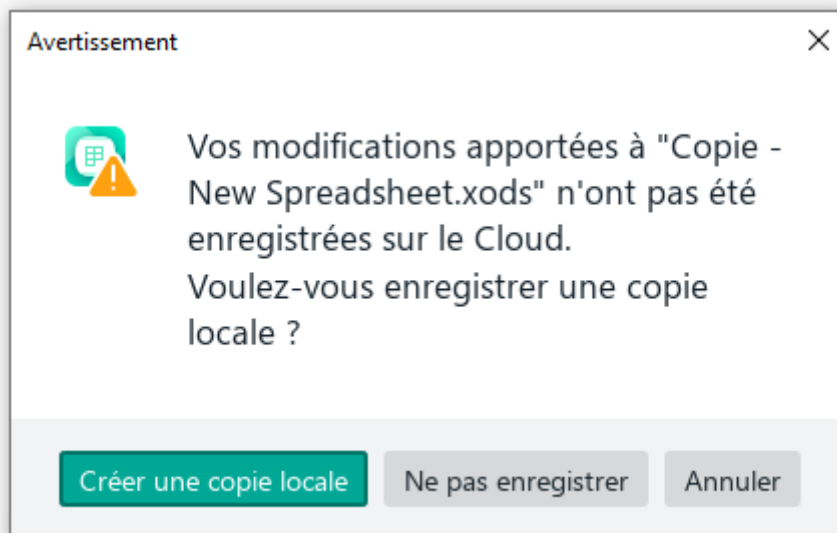 Avertissement
Vos modifications apportées à "Copie -
New Spreadsheet.xods" n'ont pas été
enregistrées sur le Cloud.
Voulez-vous enregistrer une copie
locale ?
Créer une copie locale Ne pas enregistrer Annuler